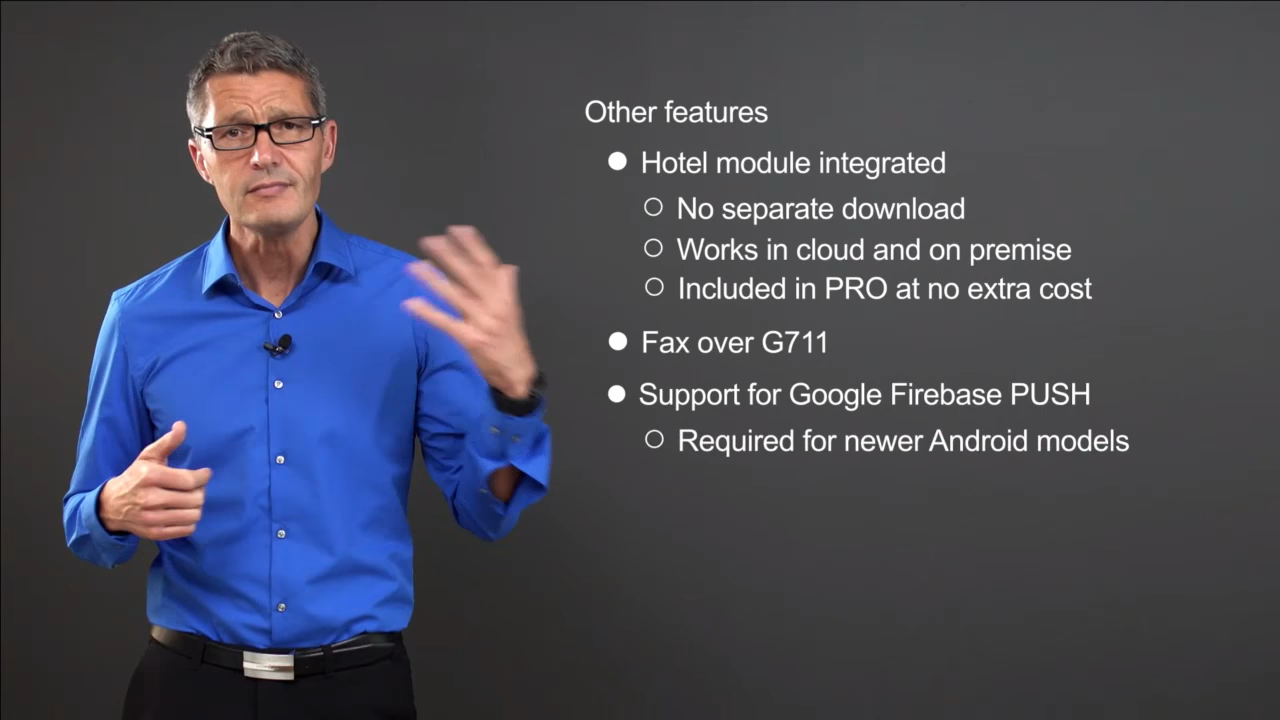 Other features
Hotel module integrated
No separate download
Works in cloud and on premise
Included in PRO at no extra cost
Fax over G711
Support for Google Firebase PUSH
Required for newer Android models